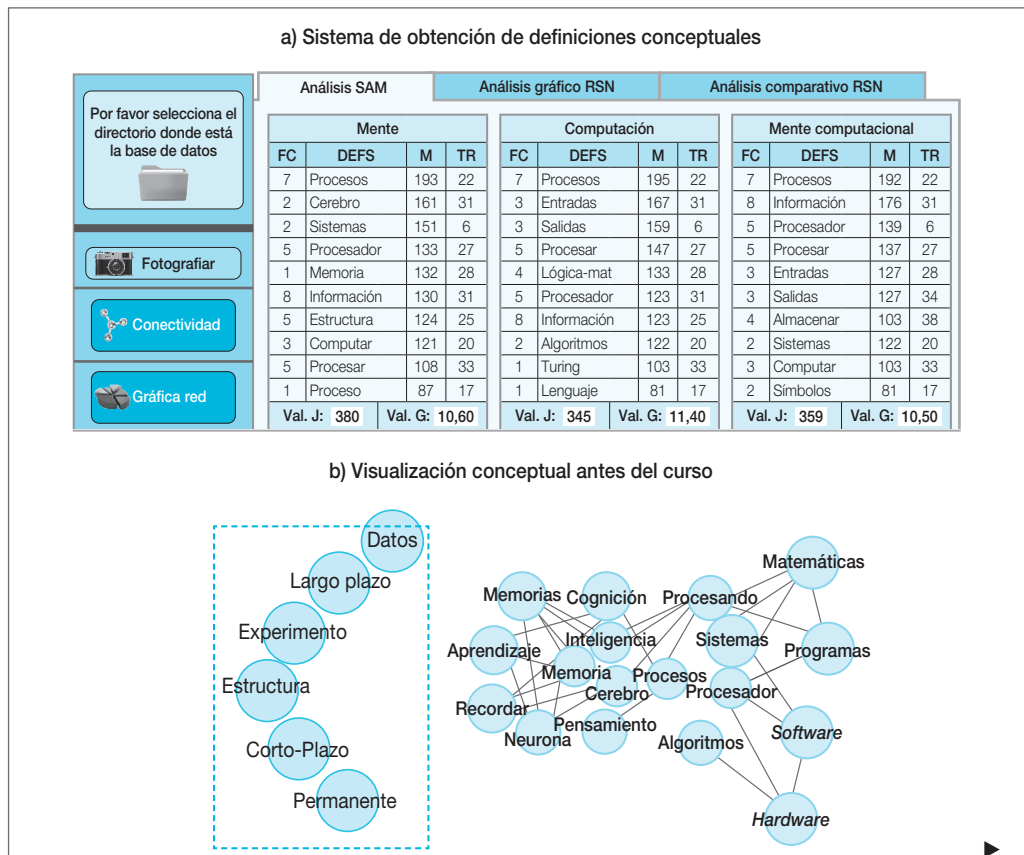 a) Sistema de obtención de definiciones conceptuales
Por favor selecciona el
directorio donde está
la base de datos
Fotografiar
Conectividad
Gráfica red
Análisis SAM
Análisis gráfico RSN
Análisis comparativo RSN
Mente
FC DEFS M TR
7 Procesos 193 22
2 Cerebro 161 31
2 Sistemas 151 6
5 Procesador 133 27
1 Memoria 132 28
8 Información 130 31
5 Estructura 124 25
3 Computar 121 20
5 Procesar 108 33
1 Proceso 87 17
Val. J: 380 Val. G: 10,60
Computación
FC DEFS M TR
7 Procesos 195 22
3 Entradas 167 31
3 Salidas 159 6
5 Procesar 147 27
4 Lógica-mat 133 28
5 Procesador 123 31
8 Información 123 25
2 Algoritmos 122 20
1 Turing 103 33
1 Lenguaje 81 17
Val. J: 345 Val. G: 11,40
Mente computacional
FC DEFS M TR
7 Procesos 192 22
8 Información 176 31
5 Procesador 139 6
5 Procesar 137 27
3 Entradas 127 28
3 Salidas 127 34
4 Almacenar 103 38
2 Sistemas 122 20
3 Computar 103 33
2 Símbolos 81 17
Val. J: 359 Val. G: 10,50
b) Visualización conceptual antes del curso
Datos
Largo plazo
Experimento
Estructura
Corto-Plazo
Permanente
Memorias
Cognición
Procesando
Matemáticas
Aprendizaje
Inteligencia
Sistemas
Programas
Memoria
Procesos
Cerebro
Procesador
Recordar
Neurona
Pensamiento
Algoritmos
Software
Hardware